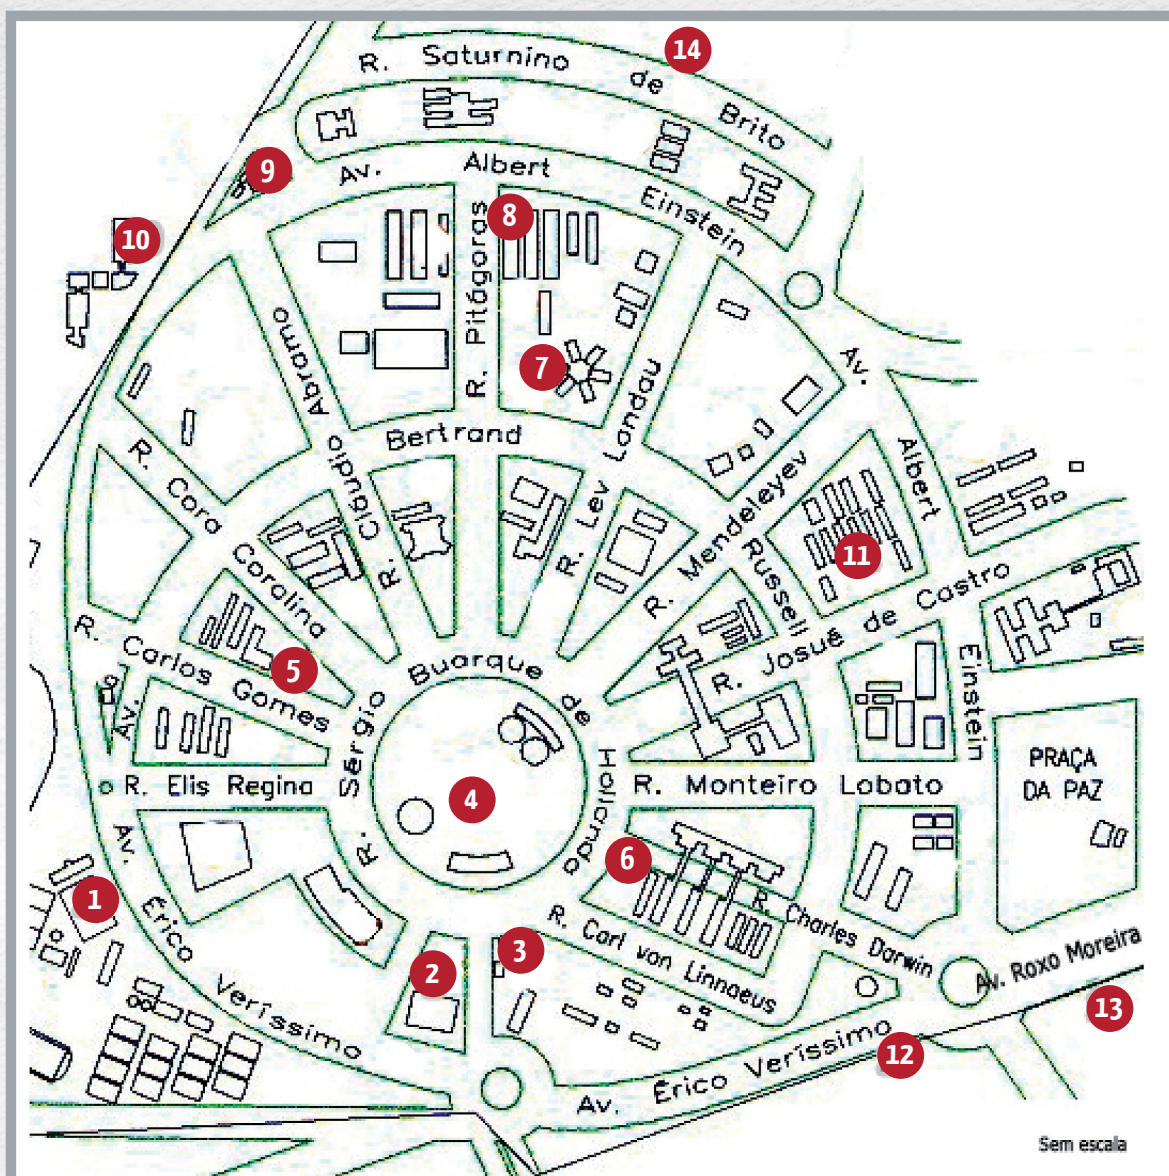 R. Saturnino de Brito
14
9
Av. Albert Einstein
10
8
R. Pitágoras
7
R. Cláudio Abramo
Bertrand Russell
R. Lev Landau
Av. Albert Einstein
R. Mendeleyev
11
R. Cora Coralina
R. Josué de Castro
R. Carlos Gomes
5
R. Sérgio Buarque de Holanda
Av. Érico Veríssimo
R. Elis Regina
4
R. Monteiro Lobato
PRAÇA
DA PAZ
6
1
R. Charles Darwin
R. Carl von Linnaeus
2
3
Av. Roxo Moreira
13
12
Av. Érico Veríssimo
Sem escala